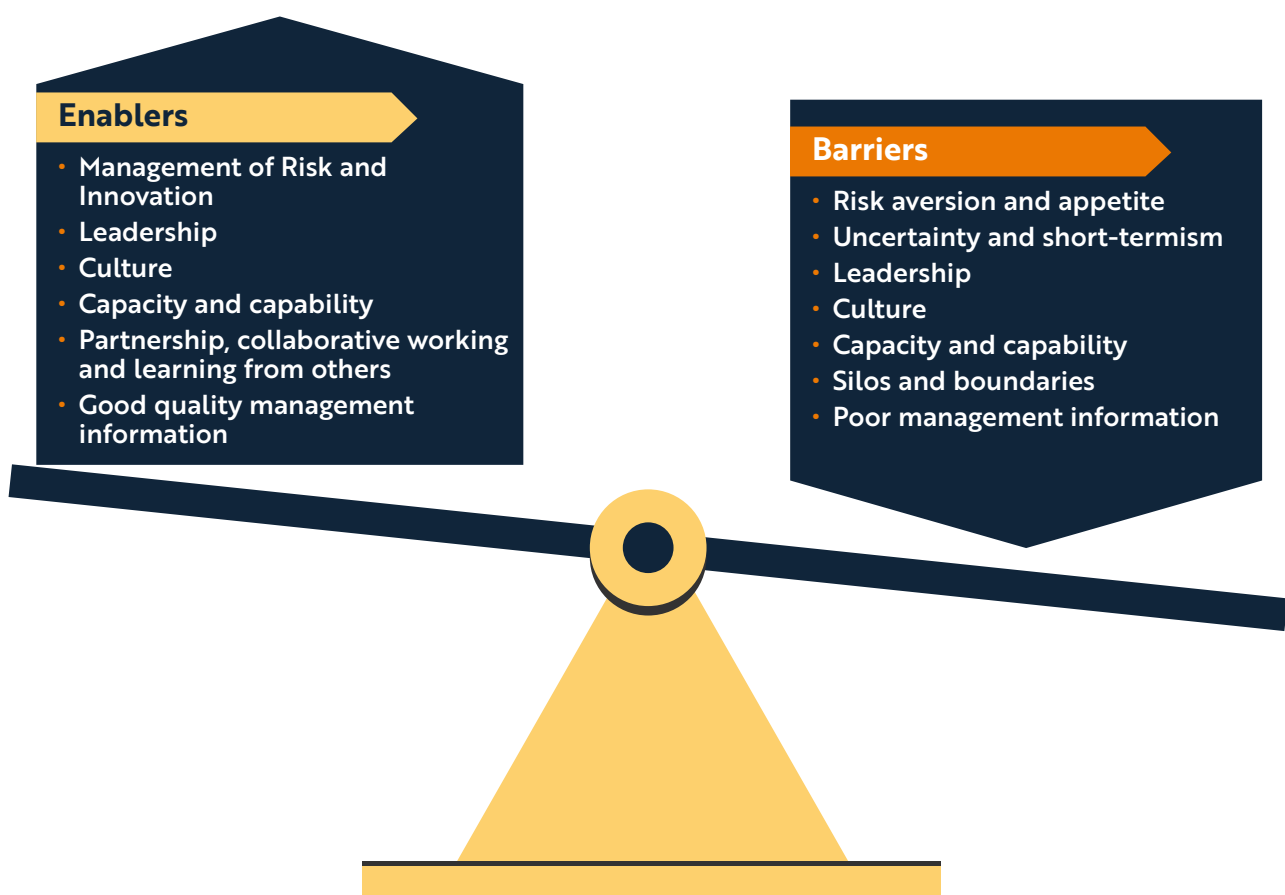 Enablers
• Management of Risk and
Innovation
• Leadership
• Culture
• Capacity and capability
• Partnership, collaborative working
and learning from others
• Good quality management
information
Barriers
• Risk aversion and appetite
• Uncertainty and short-termism
• Leadership
• Culture
• Capacity and capability
• Silos and boundaries
• Poor management information